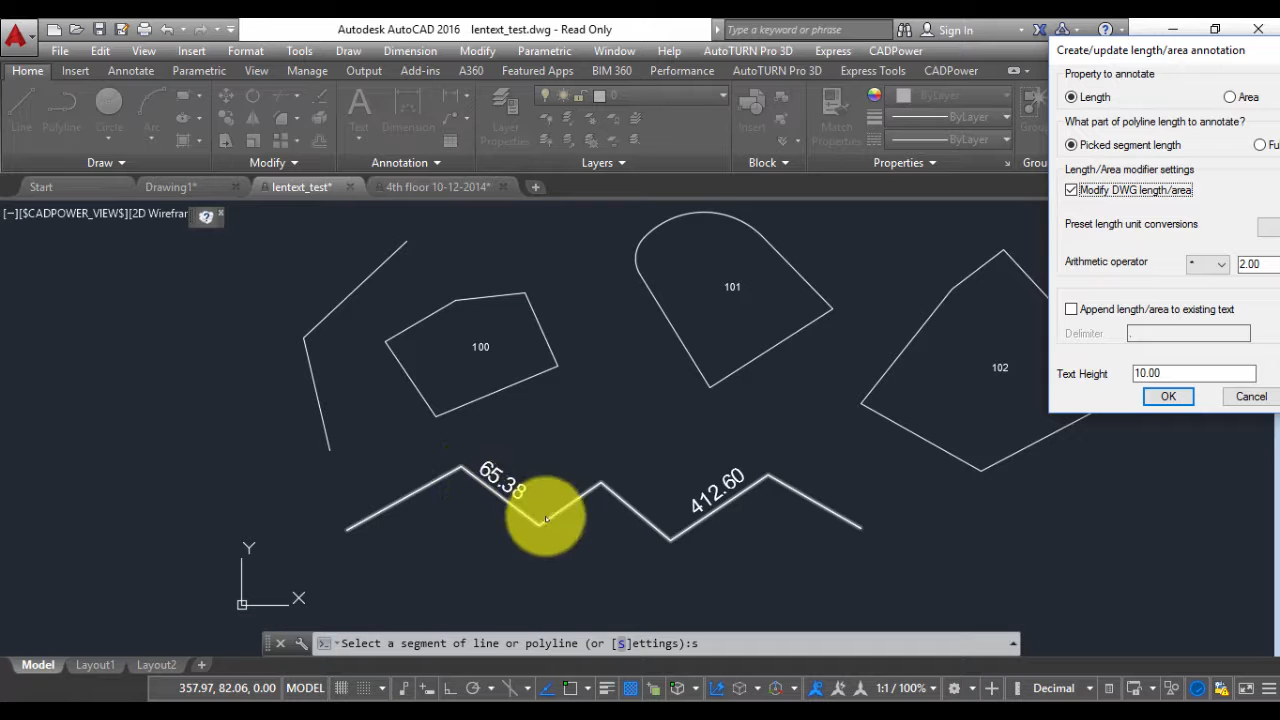 Autodesk AutoCAD 2016 lentext_test.dwg - Read Only
Type a keyword or phrase
Sign In
File Edit View Insert Format Tools Draw Dimension Modify Parametric Window Help AutoTURN Pro 3D Express CADPower
Home Insert Annotate Parametric View Manage Output Add-ins A360 Featured Apps BIM 360 Performance AutoTURN Pro 3D Express Tools CADPower
Line Polyline Circle Arc Text Dimension Layer Properties Insert Match Properties ByLayer ByLayer ByLayer Group
0
Draw Modify Annotation Layers Block Properties
Start Drawing1* lentext_test* 4th floor 10-12-2014*
[−][$CADPOWER_VIEWS$][2D Wirefra
Create/update length/area annotation
Property to annotate
Length Area
What part of polyline length to annotate?
Picked segment length Fu
Length/Area modifier settings
Modify DWG length/area
Preset length unit conversions
Arithmetic operator * 2.00
Append length/area to existing text
Delimiter ,
Text Height 10.00
OK Cancel
101
100
102
65.38
412.60
Y
X
Select a segment of line or polyline (or [S]ettings):s
Model Layout1 Layout2 +
357.97, 82.06, 0.00 MODEL 1:1 / 100% Decimal